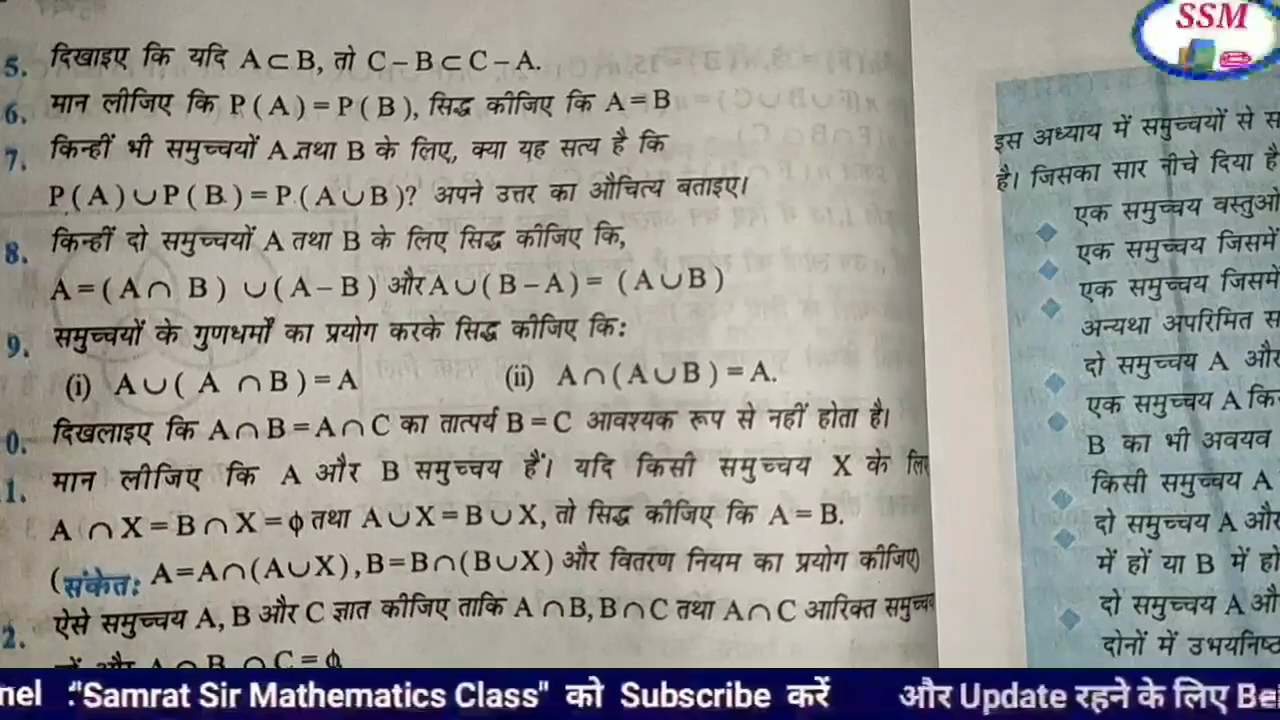 SSM
5. दिखाइए कि यदि A⊂B, तो C−B⊂C−A.
6. मान लीजिए कि P(A)=P(B), सिद्ध कीजिए कि A=B
7. किन्हीं भी समुच्चयों A तथा B के लिए, क्या यह सत्य है कि
P(A)∪P(B)=P(A∪B)? अपने उत्तर का औचित्य बताइए।
8. किन्हीं दो समुच्चयों A तथा B के लिए सिद्ध कीजिए कि,
A=(A∩ B) ∪(A−B) और A∪(B−A)= (A∪B)
9. समुच्चयों के गुणधर्मों का प्रयोग करके सिद्ध कीजिए कि:
(i) A∪( A ∩B)=A (ii) A∩(A∪B)=A.
0. दिखलाइए कि A∩B=A∩C का तात्पर्य B=C आवश्यक रूप से नहीं होता है।
1. मान लीजिए कि A और B समुच्चय हैं। यदि किसी समुच्चय X के
A ∩X=B∩X=ϕ तथा A∪X=B∪X, तो सिद्ध कीजिए कि A=B.
(संकेत: A=A∩(A∪X), B=B∩(B∪X) और वितरण नियम का प्रयोग कीजिए)
2. ऐसे समुच्चय A, B और C ज्ञात कीजिए ताकि A∩B, B∩C तथा A∩C आरिक्त
और A∩B∩C=ϕ
इस अध्याय में समुच्चयों से
है। जिसका सार नीचे दिया है
एक समुच्चय वस्तुओं
एक समुच्चय जिसमें
एक समुच्चय जिसमें
अन्यथा अपरिमित
दो समुच्चय A और
एक समुच्चय A
B का भी अवयव
किसी समुच्चय A
दो समुच्चय A और
में हों या B में
दो समुच्चय A
दोनों में
"Samrat Sir Mathematics Class" को Subscribe करें और Update रहने के लिए